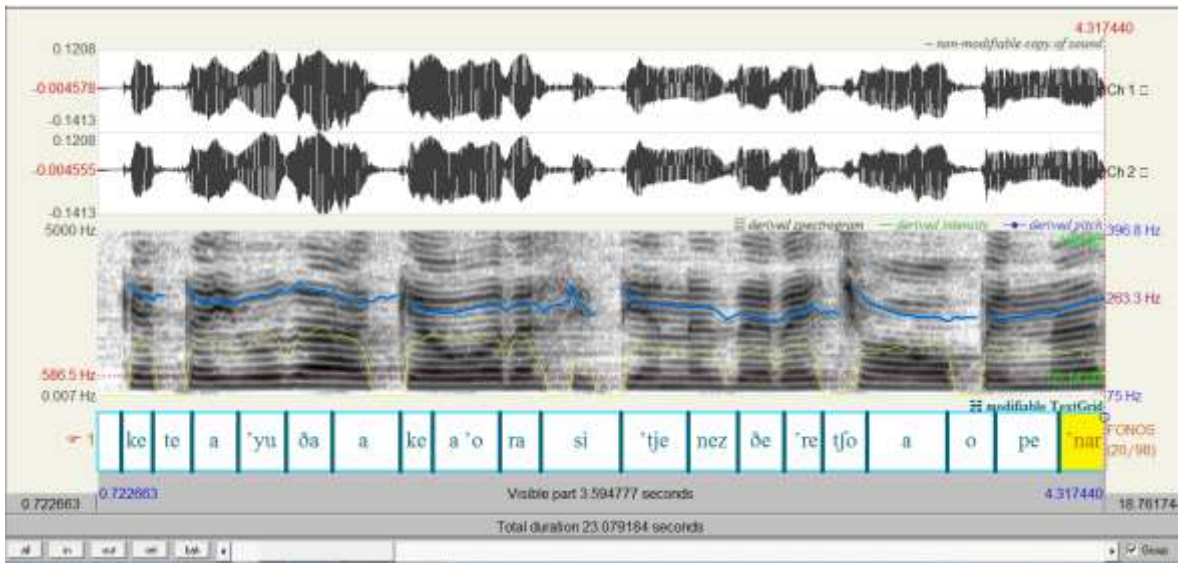 4.317440
0.1208
– non-modifiable copy of sound
-0.004578
Ch 1
-0.1413
0.1208
-0.004555
Ch 2
-0.1413
5000 Hz
derived spectrogram — derived intensity derived pitch 396.8 Hz
263.3 Hz
586.5 Hz
0.007 Hz
75 Hz
modifiable TextGrid
1 ke te a ˈyu ða a ke a ˈo ra si ˈtje nez ðe ˈre tʃo a o pe ˈnar
FONOS
(20/98)
0.722663 0.722663 Visible part 3.594777 seconds 4.317440 18.761744
Total duration 23.079184 seconds
all in out sel bak Group